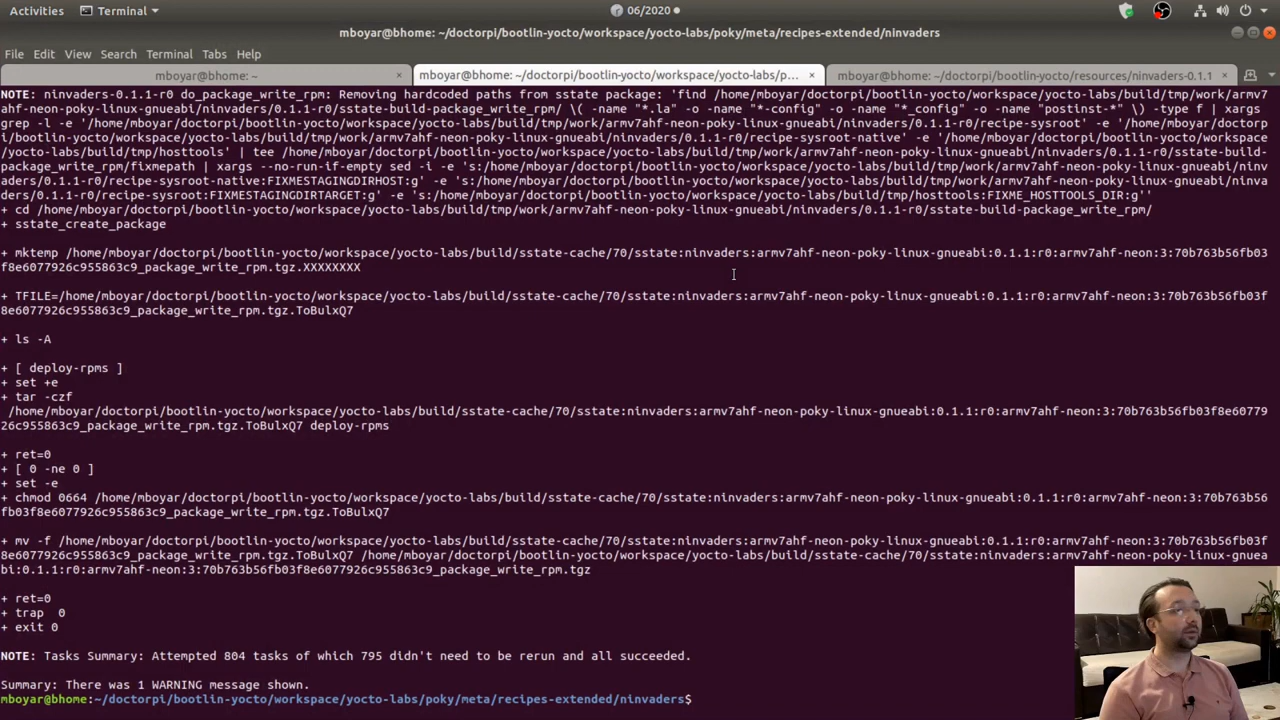 Activities Terminal 06/2020
mboyar@bhome: ~/doctorpi/bootlin-yocto/workspace/yocto-labs/poky/meta/recipes-extended/ninvaders
File Edit View Search Terminal Tabs Help
mboyar@bhome: ~ × mboyar@bhome: ~/doctorpi/bootlin-yocto/workspace/yocto-labs/p... × mboyar@bhome: ~/doctorpi/bootlin-yocto/resources/ninvaders-0.1.1 ×
NOTE: ninvaders-0.1.1-r0 do_package_write_rpm: Removing hardcoded paths from sstate package: 'find /home/mboyar/doctorpi/bootlin-yocto/workspace/yocto-labs/build/tmp/work/armv7
ahf-neon-poky-linux-gnueabi/ninvaders/0.1.1-r0/sstate-build-package_write_rpm/ \( -name "*.la" -o -name "*-config" -o -name "*_config" -o -name "postinst-*" \) -type f | xargs
grep -l -e '/home/mboyar/doctorpi/bootlin-yocto/workspace/yocto-labs/build/tmp/work/armv7ahf-neon-poky-linux-gnueabi/ninvaders/0.1.1-r0/recipe-sysroot-native' -e '/home/mboyar/doctorp
i/bootlin-yocto/workspace/yocto-labs/build/tmp/work/armv7ahf-neon-poky-linux-gnueabi/ninvaders/0.1.1-r0/recipe-sysroot' -e '/home/mboyar/doctorpi/bootlin-yocto/workspace
/yocto-labs/build/tmp/hosttools' | tee /home/mboyar/doctorpi/bootlin-yocto/workspace/yocto-labs/build/tmp/work/armv7ahf-neon-poky-linux-gnueabi/ninvaders/0.1.1-r0/sstate-build-
package_write_rpm/fixmepath | xargs --no-run-if-empty sed -i -e 's:/home/mboyar/doctorpi/bootlin-yocto/workspace/yocto-labs/build/tmp/work/armv7ahf-neon-poky-linux-gnueabi/ninv
aders/0.1.1-r0/recipe-sysroot-native:FIXMESTAGINGDIRHOST:g' -e 's:/home/mboyar/doctorpi/bootlin-yocto/workspace/yocto-labs/build/tmp/work/armv7ahf-neon-poky-linux-gnueabi/ninva
ders/0.1.1-r0/recipe-sysroot:FIXMESTAGINGDIRTARGET:g' -e 's:/home/mboyar/doctorpi/bootlin-yocto/workspace/yocto-labs/build/tmp/hosttools:FIXME_HOSTTOOLS_DIR:g'
+ cd /home/mboyar/doctorpi/bootlin-yocto/workspace/yocto-labs/build/tmp/work/armv7ahf-neon-poky-linux-gnueabi/ninvaders/0.1.1-r0/sstate-build-package_write_rpm/
+ sstate_create_package
+ mktemp /home/mboyar/doctorpi/bootlin-yocto/workspace/yocto-labs/build/sstate-cache/70/sstate:ninvaders:armv7ahf-neon-poky-linux-gnueabi:0.1.1:r0:armv7ahf-neon:3:70b763b56fb03
f8e6077926c955863c9_package_write_rpm.tgz.XXXXXXXX
+ TFILE=/home/mboyar/doctorpi/bootlin-yocto/workspace/yocto-labs/build/sstate-cache/70/sstate:ninvaders:armv7ahf-neon-poky-linux-gnueabi:0.1.1:r0:armv7ahf-neon:3:70b763b56fb03f
8e6077926c955863c9_package_write_rpm.tgz.ToBulxQ7
+ ls -A
+ [ deploy-rpms ]
+ set +e
+ tar -czf
/home/mboyar/doctorpi/bootlin-yocto/workspace/yocto-labs/build/sstate-cache/70/sstate:ninvaders:armv7ahf-neon-poky-linux-gnueabi:0.1.1:r0:armv7ahf-neon:3:70b763b56fb03f8e60779
26c955863c9_package_write_rpm.tgz.ToBulxQ7 deploy-rpms
+ ret=0
+ [ 0 -ne 0 ]
+ set -e
+ chmod 0664 /home/mboyar/doctorpi/bootlin-yocto/workspace/yocto-labs/build/sstate-cache/70/sstate:ninvaders:armv7ahf-neon-poky-linux-gnueabi:0.1.1:r0:armv7ahf-neon:3:70b763b56
fb03f8e6077926c955863c9_package_write_rpm.tgz.ToBulxQ7
+ mv -f /home/mboyar/doctorpi/bootlin-yocto/workspace/yocto-labs/build/sstate-cache/70/sstate:ninvaders:armv7ahf-neon-poky-linux-gnueabi:0.1.1:r0:armv7ahf-neon:3:70b763b56fb03f
8e6077926c955863c9_package_write_rpm.tgz.ToBulxQ7 /home/mboyar/doctorpi/bootlin-yocto/workspace/yocto-labs/build/sstate-cache/70/sstate:ninvaders:armv7ahf-neon-poky-linux-gnuea
bi:0.1.1:r0:armv7ahf-neon:3:70b763b56fb03f8e6077926c955863c9_package_write_rpm.tgz
+ ret=0
+ trap 0
+ exit 0
NOTE: Tasks Summary: Attempted 804 tasks of which 795 didn't need to be rerun and all succeeded.
Summary: There was 1 WARNING message shown.
mboyar@bhome:~/doctorpi/bootlin-yocto/workspace/yocto-labs/poky/meta/recipes-extended/ninvaders$